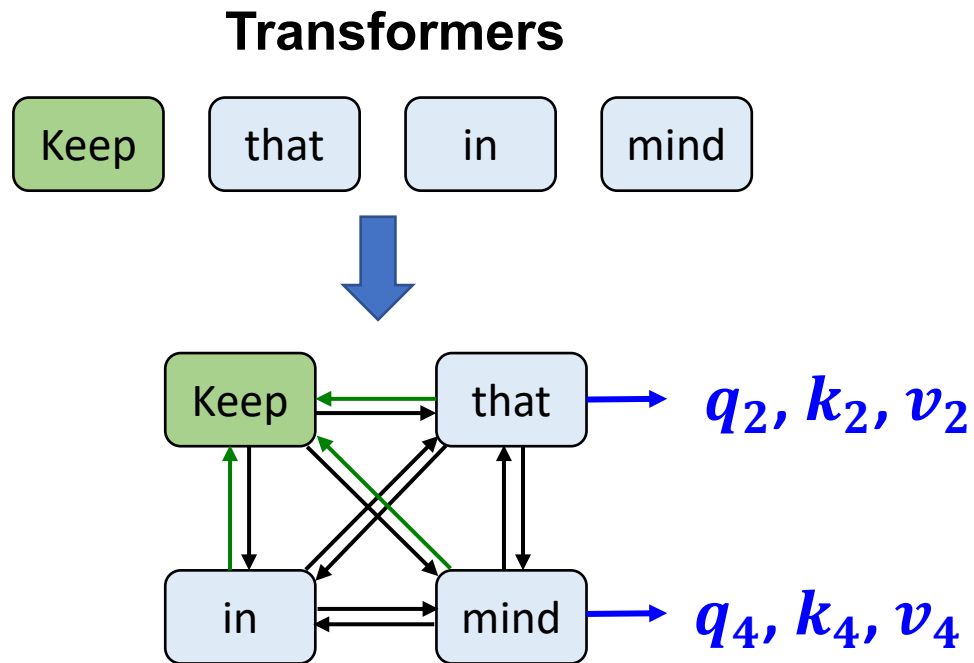 Transformers
Keep that in mind
Keep that q₂, k₂, v₂
in mind q₄, k₄, v₄